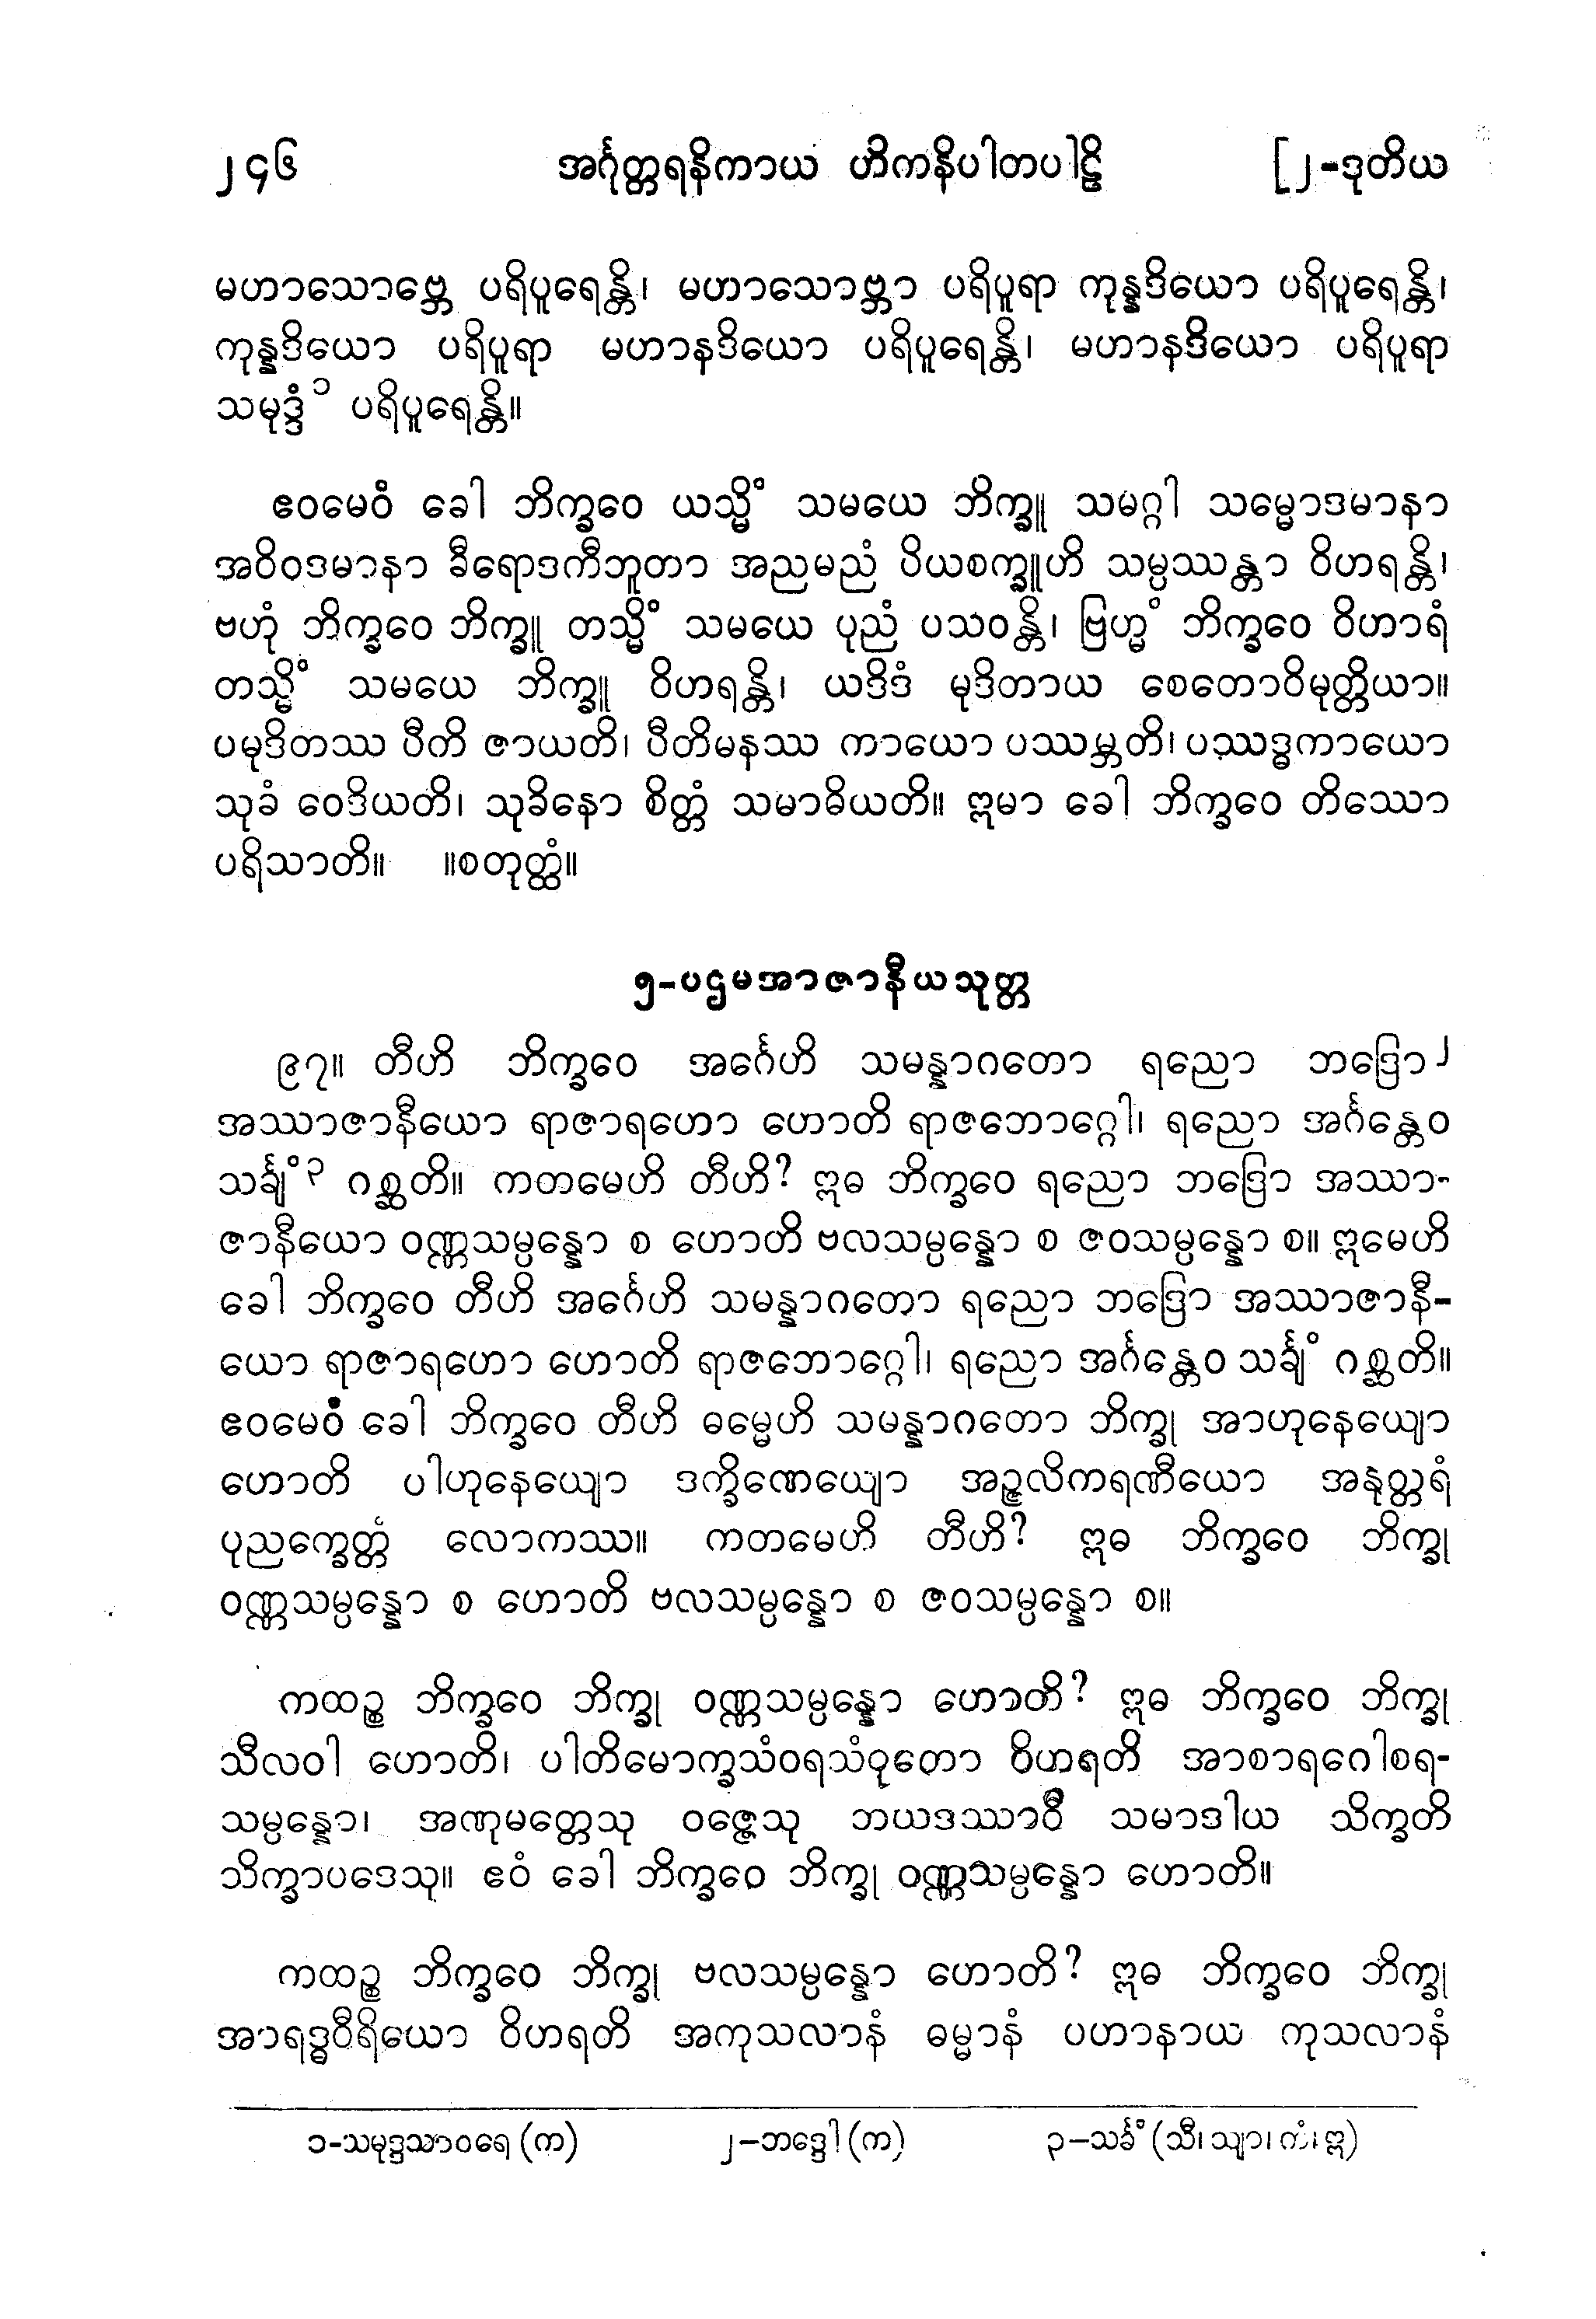 ၂၄၆ အင်္ဂုတ္တရနိကာယ တိကနိပါတပါဠိ [၂-ဒုတိယ
မဟာသောဗ္ဘေ ပရိပူရေန္တိ၊ မဟာသောဗ္ဘာ ပရိပူရာ ကုန္နဒိယော ပရိပူရေန္တိ၊
ကုန္နဒိယော ပရိပူရာ မဟာနဒိယော ပရိပူရေန္တိ၊ မဟာနဒိယော ပရိပူရာ
သမုဒ္ဒံ ၁ ပရိပူရေန္တိ။
ဧဝမေဝံ ခေါ ဘိက္ခဝေ ယသ္မိံ သမယေ ဘိက္ခူ သမဂ္ဂါ သမ္မောဒမာနာ
အဝိဝဒမာနာ ခီရောဒကီဘူတာ အညမညံ ပိယစက္ခူဟိ သမ္ပဿန္တာ ဝိဟရန္တိ၊
ဗဟုံ ဘိက္ခဝေ ဘိက္ခူ တသ္မိံ သမယေ ပုညံ ပသဝန္တိ၊ ဗြဟ္မံ ဘိက္ခဝေ ဝိဟာရံ
တသ္မိံ သမယေ ဘိက္ခူ ဝိဟရန္တိ၊ ယဒိဒံ မုဒိတာယ စေတောဝိမုတ္တိယာ။
ပမုဒိတဿ ပီတိ ဇာယတိ၊ ပီတိမနဿ ကာယော ပဿမ္ဘတိ၊ ပဿဒ္ဓကာယော
သုခံ ဝေဒိယတိ၊ သုခိနော စိတ္တံ သမာဓိယတိ။ ဣမာ ခေါ ဘိက္ခဝေ တိဿော
ပရိသာတိ။ ။စတုတ္ထံ။
၅-ပဌမအာဇာနီယသုတ္တ
၉၇။ တီဟိ ဘိက္ခဝေ အင်္ဂေဟိ သမန္နာဂတော ရညော ဘဒြော ၂
အဿာဇာနီယော ရာဇာရဟော ဟောတိ ရာဇဘောဂ္ဂေါ၊ ရညော အင်္ဂန္တေဝ
သင်္ချံ ၃ ဂစ္ဆတိ။ ကတမေဟိ တီဟိ? ဣဓ ဘိက္ခဝေ ရညော ဘဒြော အဿာ-
ဇာနီယော ဝဏ္ဏသမ္ပန္နော စ ဟောတိ ဗလသမ္ပန္နော စ ဇဝသမ္ပန္နော စ။ ဣမေဟိ
ခေါ ဘိက္ခဝေ တီဟိ အင်္ဂေဟိ သမန္နာဂတော ရညော ဘဒြော အဿာဇာနီ-
ယော ရာဇာရဟော ဟောတိ ရာဇဘောဂ္ဂေါ၊ ရညော အင်္ဂန္တေဝ သင်္ချံ ဂစ္ဆတိ။
ဧဝမေဝံ ခေါ ဘိက္ခဝေ တီဟိ ဓမ္မေဟိ သမန္နာဂတော ဘိက္ခု အာဟုနေယျော
ဟောတိ ပါဟုနေယျော ဒက္ခိဏေယျော အဉ္ဇလိကရဏီယော အနုတ္တရံ
ပုညက္ခေတ္တံ လောကဿ။ ကတမေဟိ တီဟိ? ဣဓ ဘိက္ခဝေ ဘိက္ခု
ဝဏ္ဏသမ္ပန္နော စ ဟောတိ ဗလသမ္ပန္နော စ ဇဝသမ္ပန္နော စ။
ကထဉ္စ ဘိက္ခဝေ ဘိက္ခု ဝဏ္ဏသမ္ပန္နော ဟောတိ? ဣဓ ဘိက္ခဝေ ဘိက္ခု
သီလဝါ ဟောတိ၊ ပါတိမောက္ခသံဝရသံဝုတော ဝိဟရတိ အာစာရဂေါစရ-
သမ္ပန္နော၊ အဏုမတ္တေသု ဝဇ္ဇေသု ဘယဒဿာဝီ သမာဒါယ သိက္ခတိ
သိက္ခာပဒေသု။ ဧဝံ ခေါ ဘိက္ခဝေ ဘိက္ခု ဝဏ္ဏသမ္ပန္နော ဟောတိ။
ကထဉ္စ ဘိက္ခဝေ ဘိက္ခု ဗလသမ္ပန္နော ဟောတိ? ဣဓ ဘိက္ခဝေ ဘိက္ခု
အာရဒ္ဓဝီရိယော ဝိဟရတိ အကုသလာနံ ဓမ္မာနံ ပဟာနာယ ကုသလာနံ
၁-သမုဒ္ဒသာဝရေ (က) ၂-ဘဒ္ဒေါ (က) ၃-သင်္ခံ (သီ၊ သျာ၊ ကံ၊ ဣ)